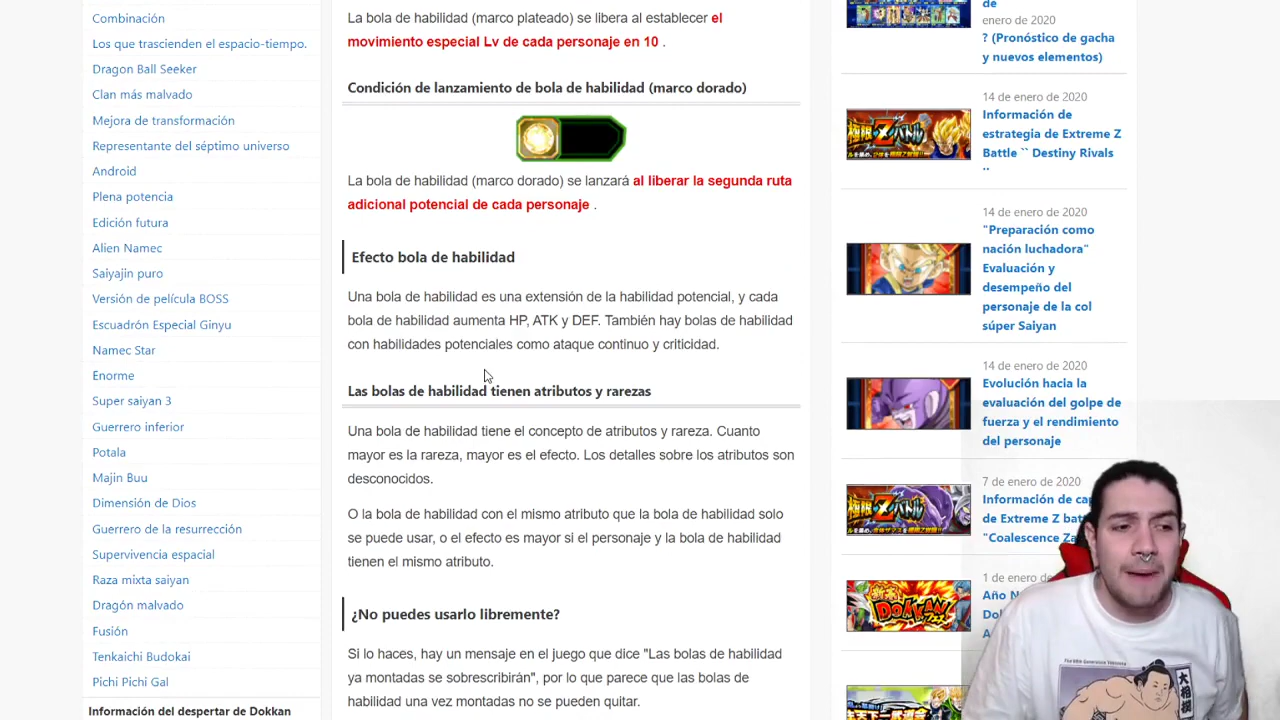 Combinación
Los que trascienden el espacio-tiempo.
Dragon Ball Seeker
Clan más malvado
Mejora de transformación
Representante del séptimo universo
Android
Plena potencia
Edición futura
Alien Namec
Saiyajin puro
Versión de película BOSS
Escuadrón Especial Ginyu
Namec Star
Enorme
Super saiyan 3
Guerrero inferior
Potala
Majin Buu
Dimensión de Dios
Guerrero de la resurrección
Supervivencia espacial
Raza mixta saiyan
Dragón malvado
Fusión
Tenkaichi Budokai
Pichi Pichi Gal
Información del despertar de Dokkan
La bola de habilidad (marco plateado) se libera al establecer el
movimiento especial Lv de cada personaje en 10 .
Condición de lanzamiento de bola de habilidad (marco dorado)
La bola de habilidad (marco dorado) se lanzará al liberar la segunda ruta
adicional potencial de cada personaje .
Efecto bola de habilidad
Una bola de habilidad es una extensión de la habilidad potencial, y cada
bola de habilidad aumenta HP, ATK y DEF. También hay bolas de habilidad
con habilidades potenciales como ataque continuo y criticidad.
Las bolas de habilidad tienen atributos y rarezas
Una bola de habilidad tiene el concepto de atributos y rareza. Cuanto
mayor es la rareza, mayor es el efecto. Los detalles sobre los atributos son
desconocidos.
O la bola de habilidad con el mismo atributo que la bola de habilidad solo
se puede usar, o el efecto es mayor si el personaje y la bola de habilidad
tienen el mismo atributo.
¿No puedes usarlo libremente?
Si lo haces, hay un mensaje en el juego que dice "Las bolas de habilidad
ya montadas se sobrescribirán", por lo que parece que las bolas de
habilidad una vez montadas no se pueden quitar.
de
enero de 2020
? (Pronóstico de gacha
y nuevos elementos)
14 de enero de 2020
Información de
estrategia de Extreme Z
Battle `` Destiny Rivals
''
14 de enero de 2020
"Preparación como
nación luchadora"
Evaluación y
desempeño del
personaje de la col
súper Saiyan
14 de enero de 2020
Evolución hacia la
evaluación del golpe de
fuerza y el rendimiento
del personaje
7 de enero de 2020
Información de
de Extreme Z
"Coalescence
1 de enero
Año